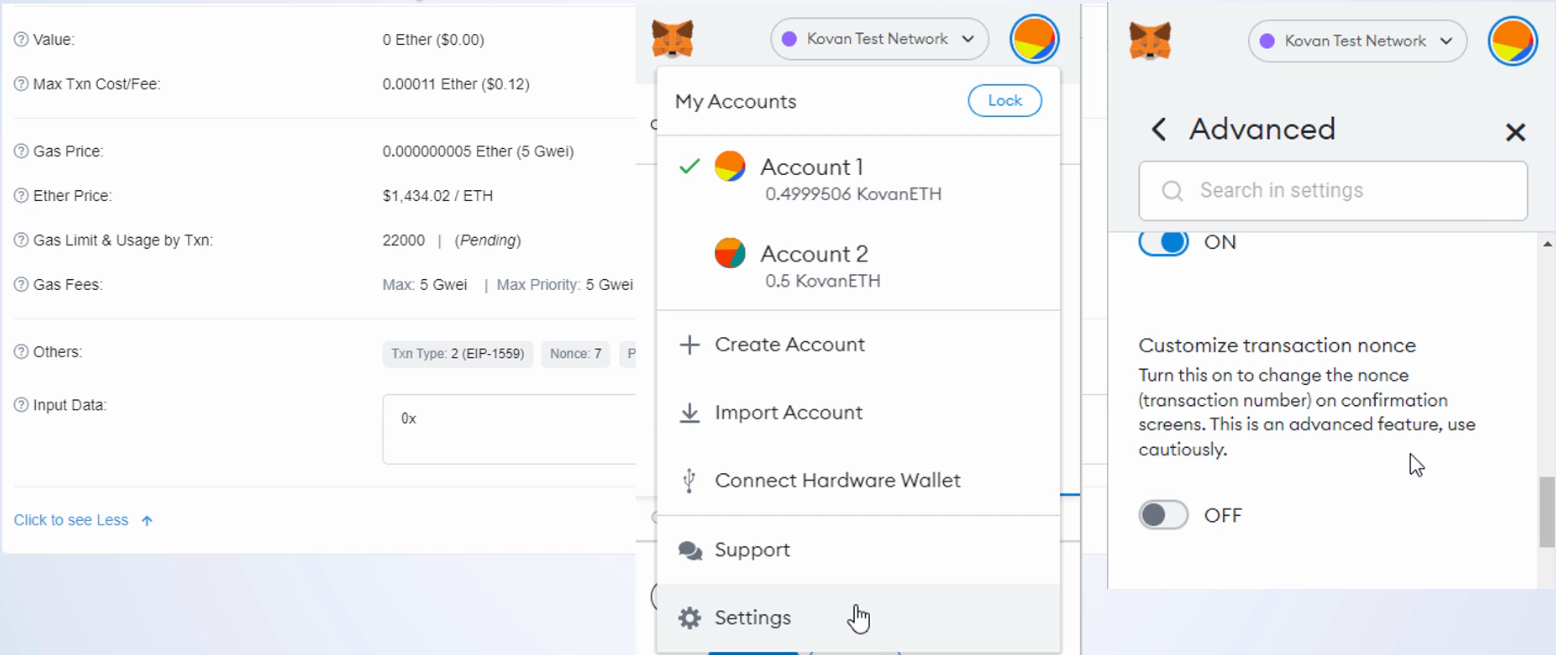 Value: 0 Ether ($0.00)
Max Txn Cost/Fee: 0.00011 Ether ($0.12)
Gas Price: 0.000000005 Ether (5 Gwei)
Ether Price: $1,434.02 / ETH
Gas Limit & Usage by Txn: 22000 | (Pending)
Gas Fees: Max: 5 Gwei | Max Priority: 5 Gwei
Others: Txn Type: 2 (EIP-1559) Nonce: 7 P
Input Data: 0x
Click to see Less
Kovan Test Network
My Accounts Lock
Account 1
0.4999506 KovanETH
Account 2
0.5 KovanETH
Create Account
Import Account
Connect Hardware Wallet
Support
Settings
Kovan Test Network
Advanced
Search in settings
ON
Customize transaction nonce
Turn this on to change the nonce
(transaction number) on confirmation
screens. This is an advanced feature, use
cautiously.
OFF